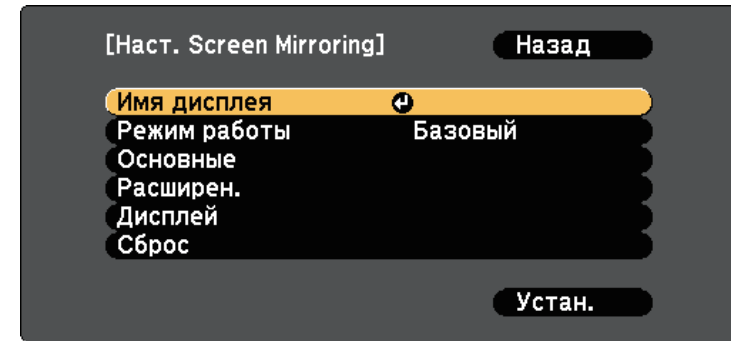 [Наст. Screen Mirroring] Назад
Имя дисплея
Режим работы Базовый
Основные
Расширен.
Дисплей
Сброс
Устан.